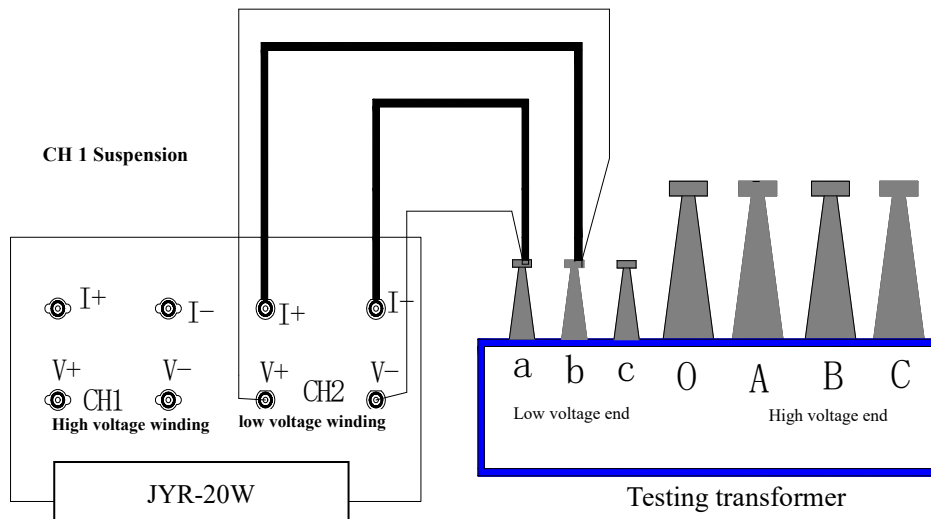 CH 1 Suspension
I+ I- I+ I-
V+ V- V+ V-
CH1 CH2
High voltage winding low voltage winding
JYR-20W
a b c O A B C
Low voltage end High voltage end
Testing transformer